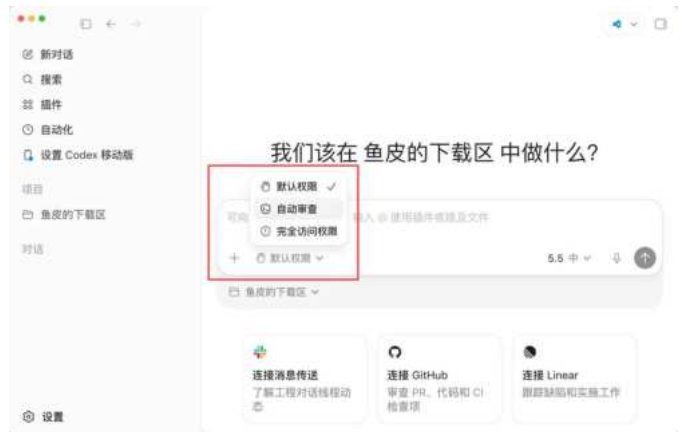 新对话
搜索
插件
自动化
设置 Codex 移动版
项目
鱼皮的下载区
对话
设置
我们该在 鱼皮的下载区 中做什么?
默认权限
自动审查
完全访问权限
输入 @ 使用插件或提及文件
默认权限
5.5 中
鱼皮的下载区
连接消息传送
了解工程对话线程动态
连接 GitHub
审查 PR、代码和 CI
检查项
连接 Linear
跟踪缺陷和实施工作